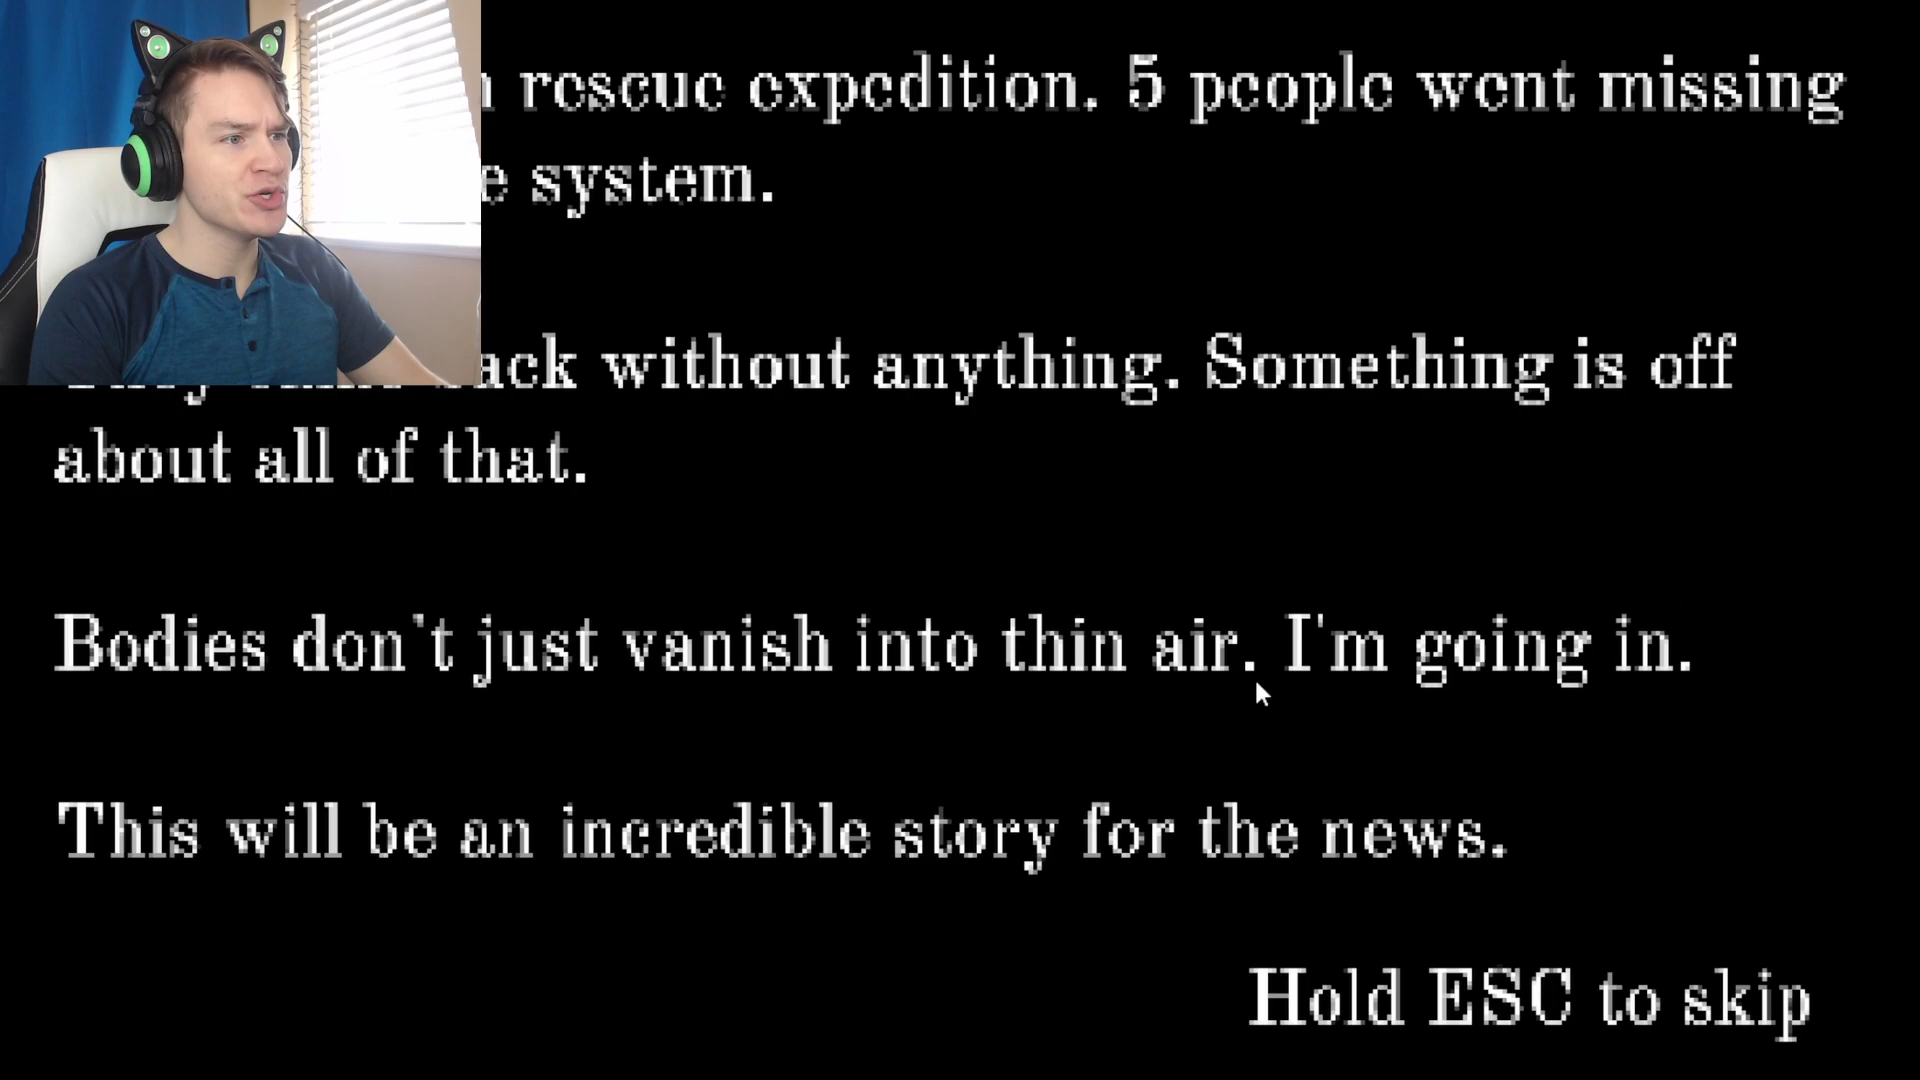 rescue expedition. 5 people went missing
system.
without anything. Something is off
about all of that.
Bodies don't just vanish into thin air. I'm going in.
This will be an incredible story for the news.
Hold ESC to skip